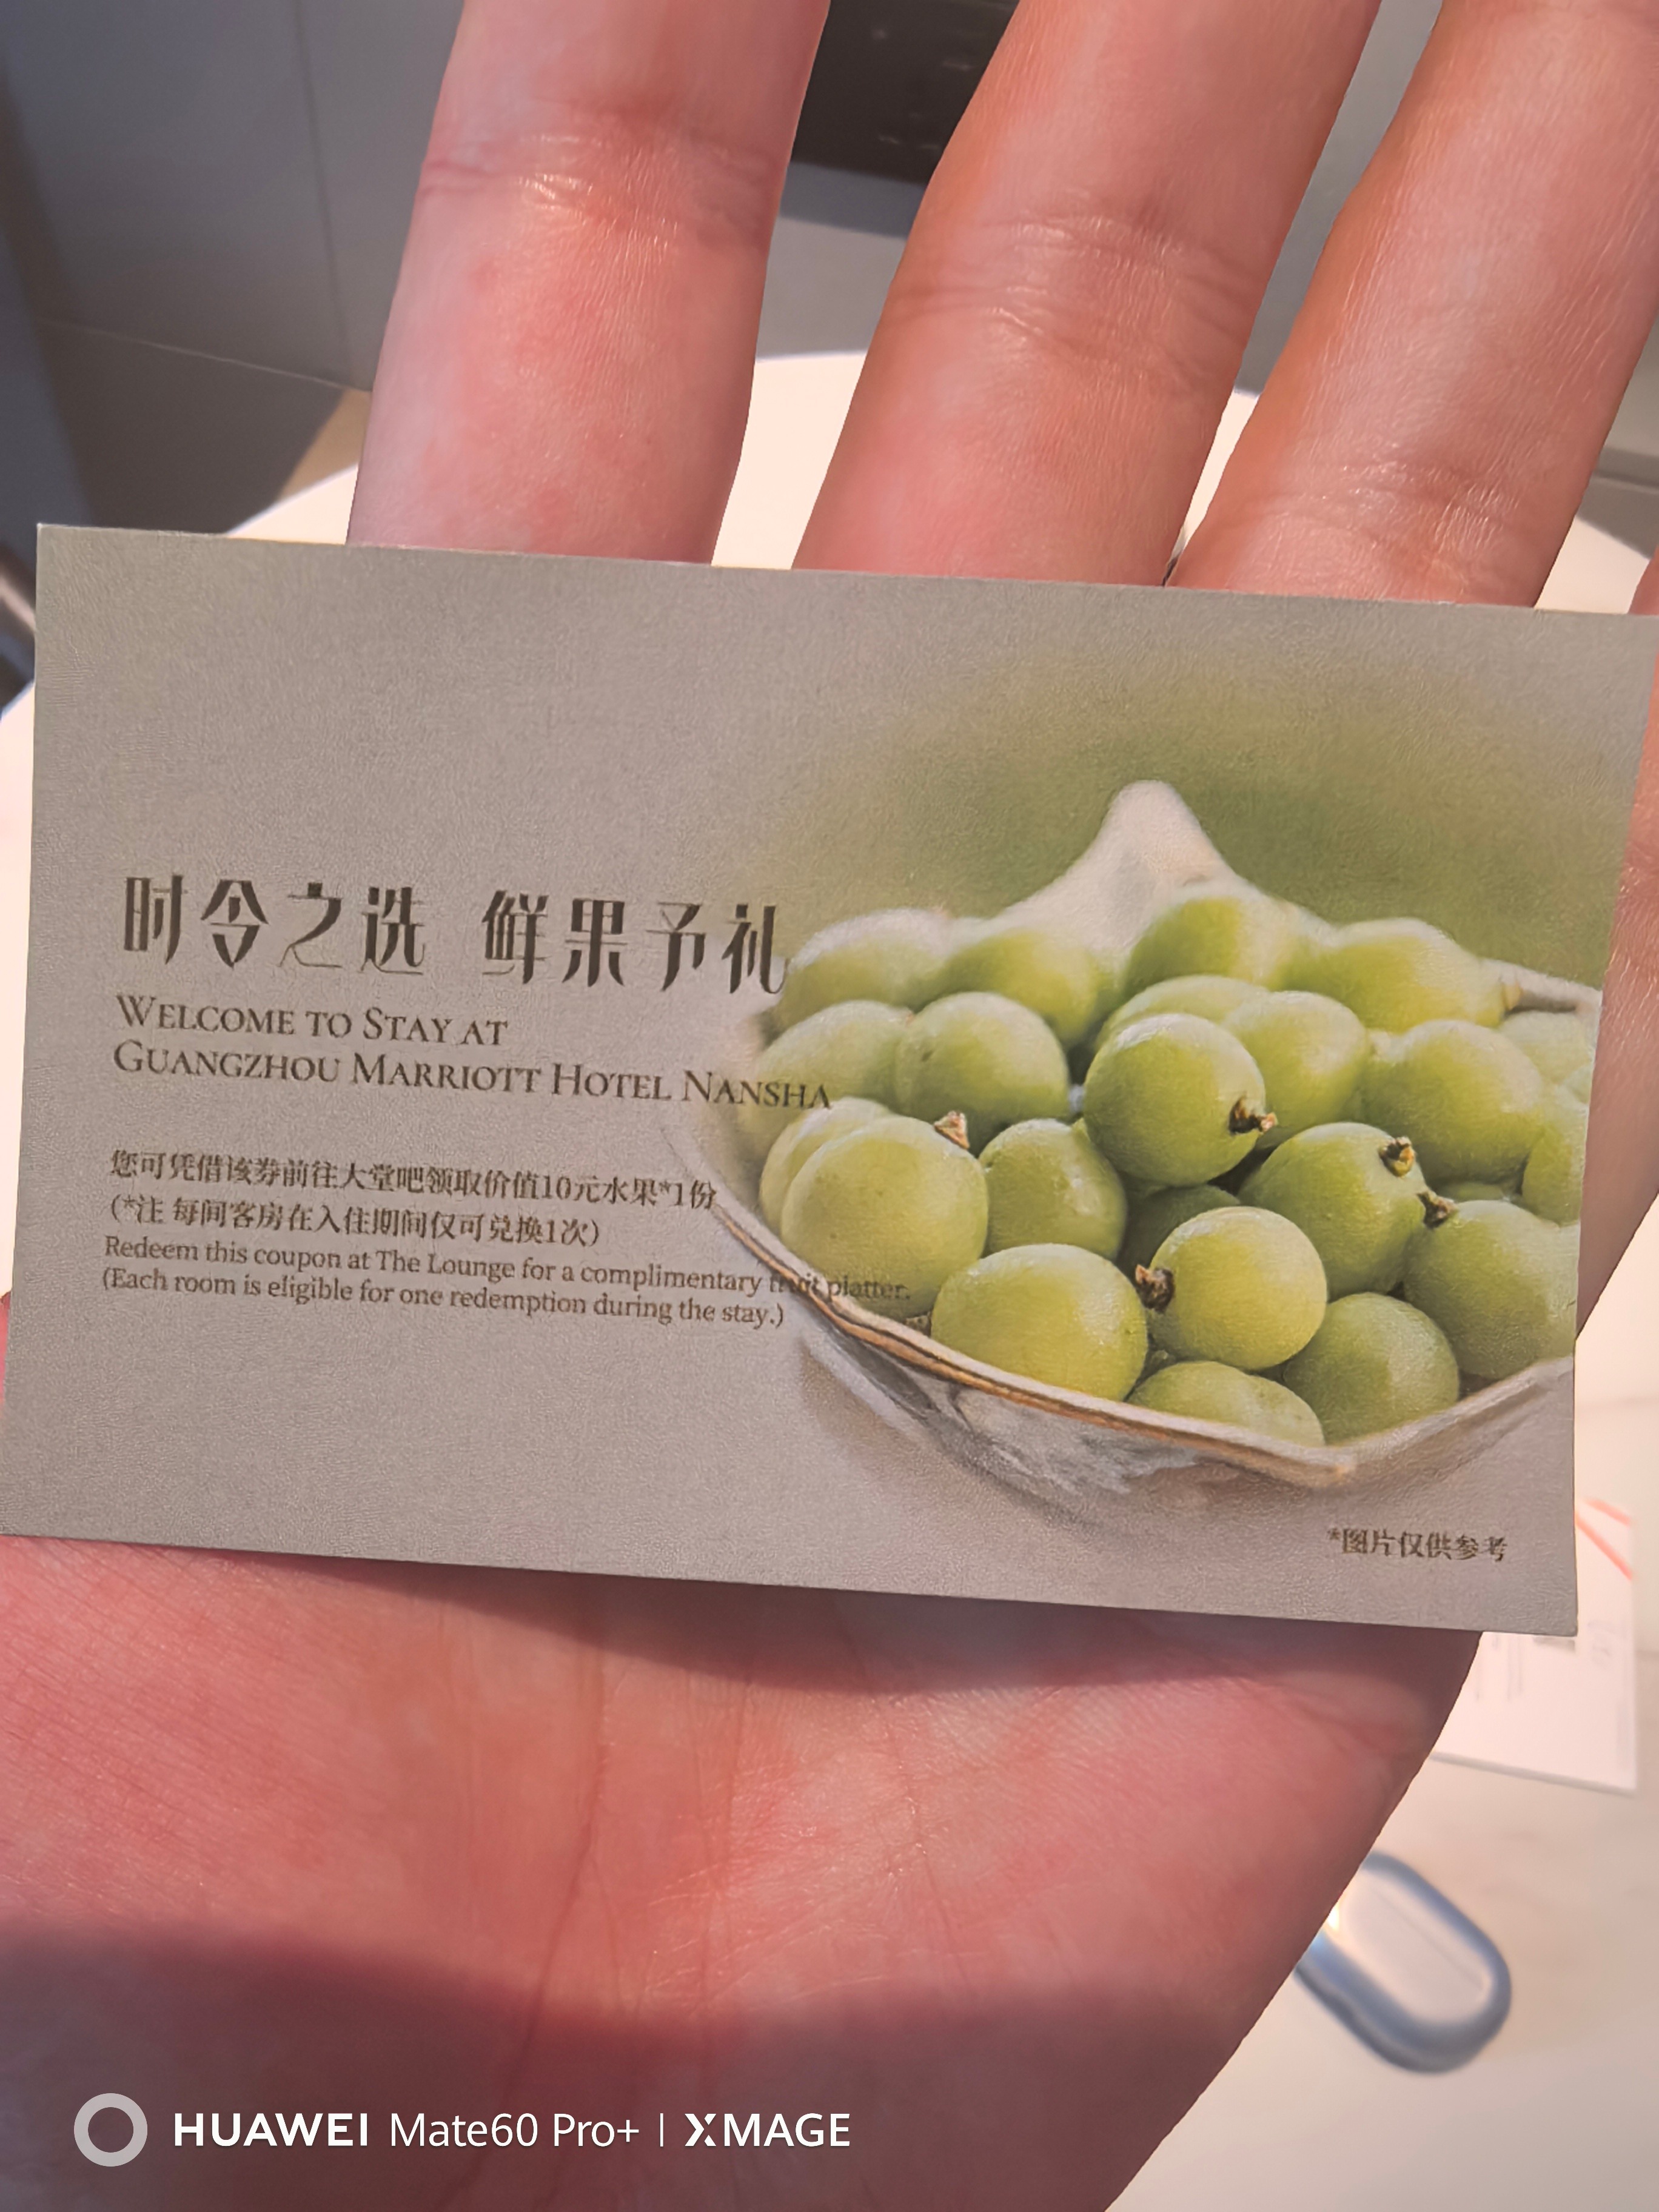 时令之选 鲜果予礼
WELCOME TO STAY AT
GUANGZHOU MARRIOTT HOTEL NANSHA
您可凭借该券前往大堂吧领取价值10元水果*1份
(*注 每间客房在入住期间仅可兑换1次)
Redeem this coupon at The Lounge for a complimentary fruit platter.
(Each room is eligible for one redemption during the stay.)
*图片仅供参考
HUAWEI Mate60 Pro+ | XMAGE